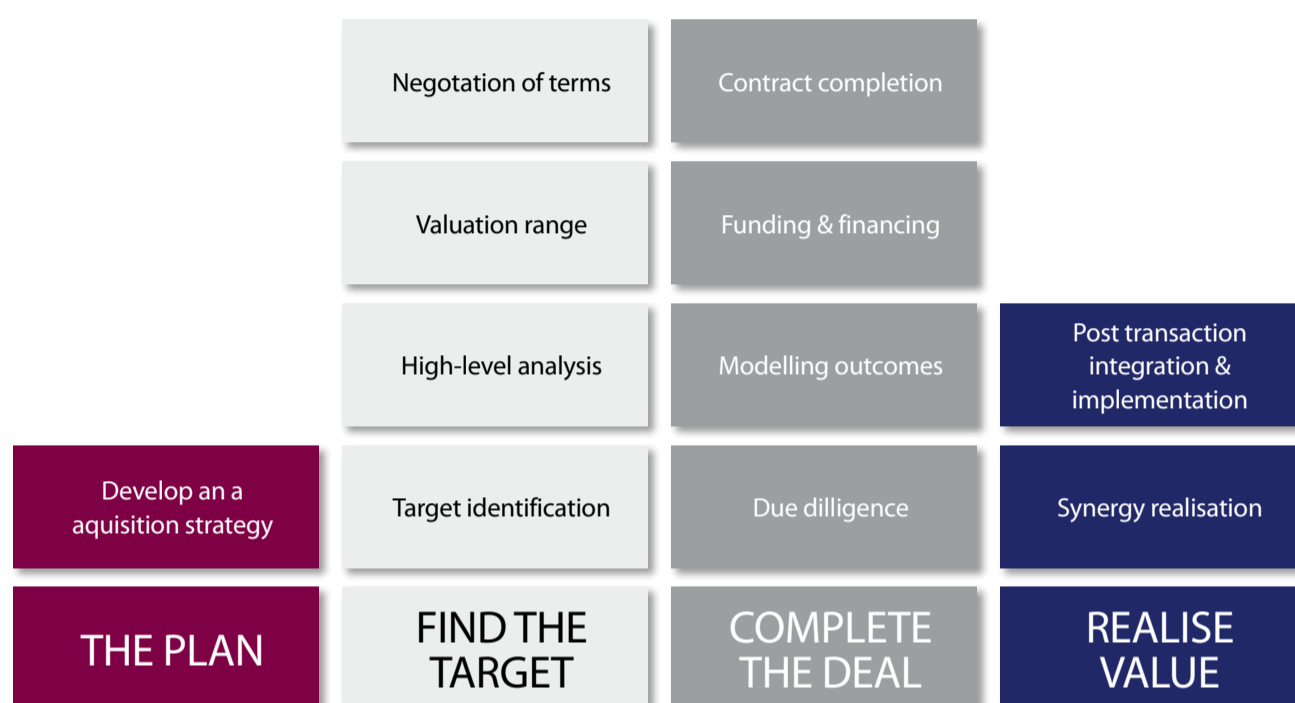 Negotation of terms
Contract completion
Valuation range
Funding & financing
High-level analysis
Modelling outcomes
Post transaction
integration &
implementation
Develop an a
aquisition strategy
Target identification
Due dilligence
Synergy realisation
THE PLAN
FIND THE
TARGET
COMPLETE
THE DEAL
REALISE
VALUE